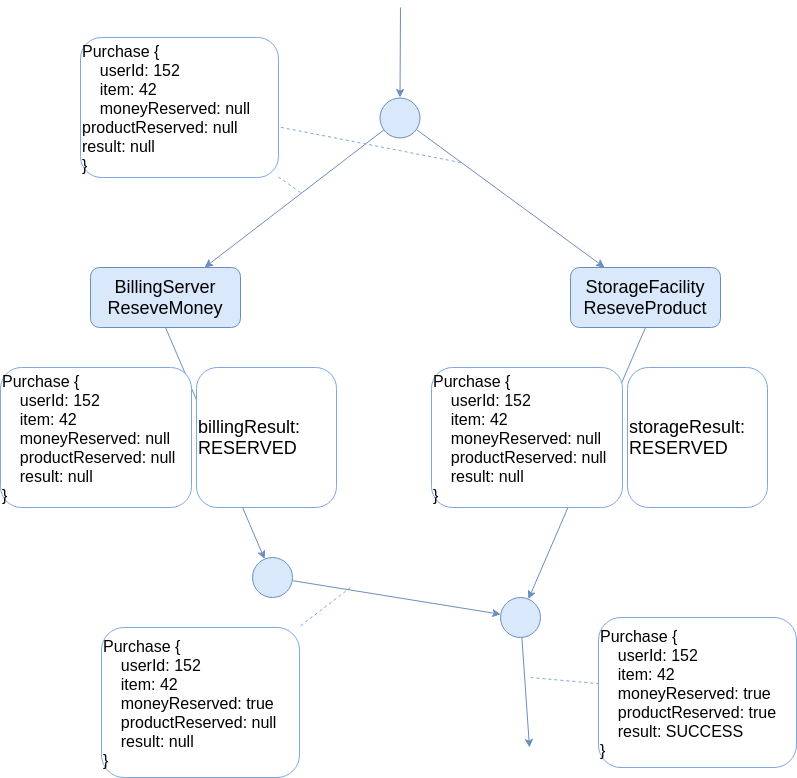 Purchase {
userId: 152
item: 42
moneyReserved: null
productReserved: null
result: null
}
BillingServer
ReseveMoney
StorageFacility
ReseveProduct
Purchase {
userId: 152
item: 42
moneyReserved: null
productReserved: null
result: null
}
billingResult:
RESERVED
Purchase {
userId: 152
item: 42
moneyReserved: null
productReserved: null
result: null
}
storageResult:
RESERVED
Purchase {
userId: 152
item: 42
moneyReserved: true
productReserved: null
result: null
}
Purchase {
userId: 152
item: 42
moneyReserved: true
productReserved: true
result: SUCCESS
}